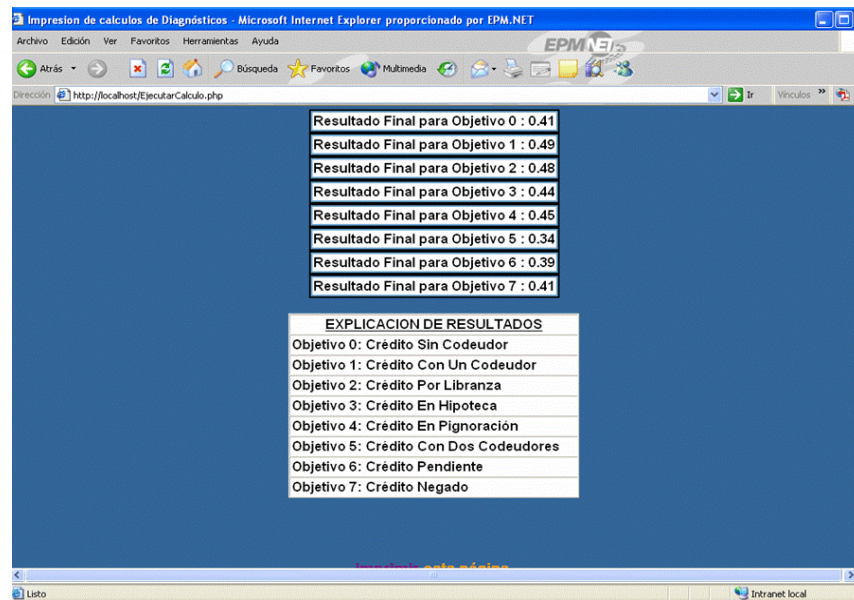 Impresion de calculos de Diagnósticos - Microsoft Internet Explorer proporcionado por EPM.NET
Archivo Edición Ver Favoritos Herramientas Ayuda
EPM NET
Atrás Búsqueda Favoritos Multimedia
Dirección http://localhost/EjecutarCalculo.php Ir Vínculos »
Resultado Final para Objetivo 0 : 0.41
Resultado Final para Objetivo 1 : 0.49
Resultado Final para Objetivo 2 : 0.48
Resultado Final para Objetivo 3 : 0.44
Resultado Final para Objetivo 4 : 0.45
Resultado Final para Objetivo 5 : 0.34
Resultado Final para Objetivo 6 : 0.39
Resultado Final para Objetivo 7 : 0.41
EXPLICACION DE RESULTADOS
Objetivo 0: Crédito Sin Codeudor
Objetivo 1: Crédito Con Un Codeudor
Objetivo 2: Crédito Por Libranza
Objetivo 3: Crédito En Hipoteca
Objetivo 4: Crédito En Pignoración
Objetivo 5: Crédito Con Dos Codeudores
Objetivo 6: Crédito Pendiente
Objetivo 7: Crédito Negado
Imprimir esta página
Listo Intranet local